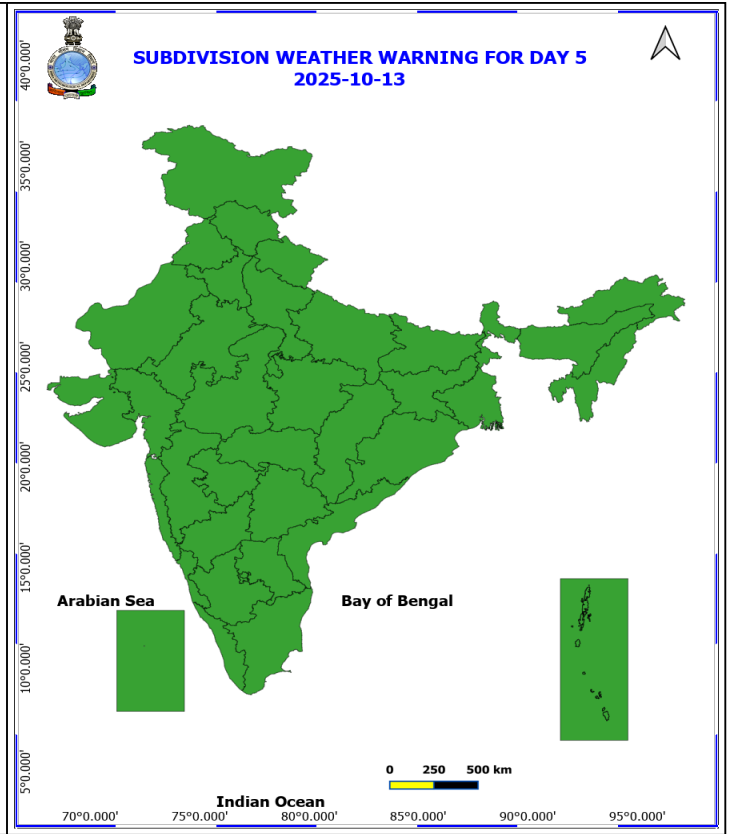 SUBDIVISION WEATHER WARNING FOR DAY 5
2025-10-13
40°0.000'
35°0.000'
30°0.000'
25°0.000'
20°0.000'
15°0.000'
10°0.000'
5°0.000'
Arabian Sea
Bay of Bengal
0 250 500 km
Indian Ocean
70°0.000' 75°0.000' 80°0.000' 85°0.000' 90°0.000' 95°0.000'